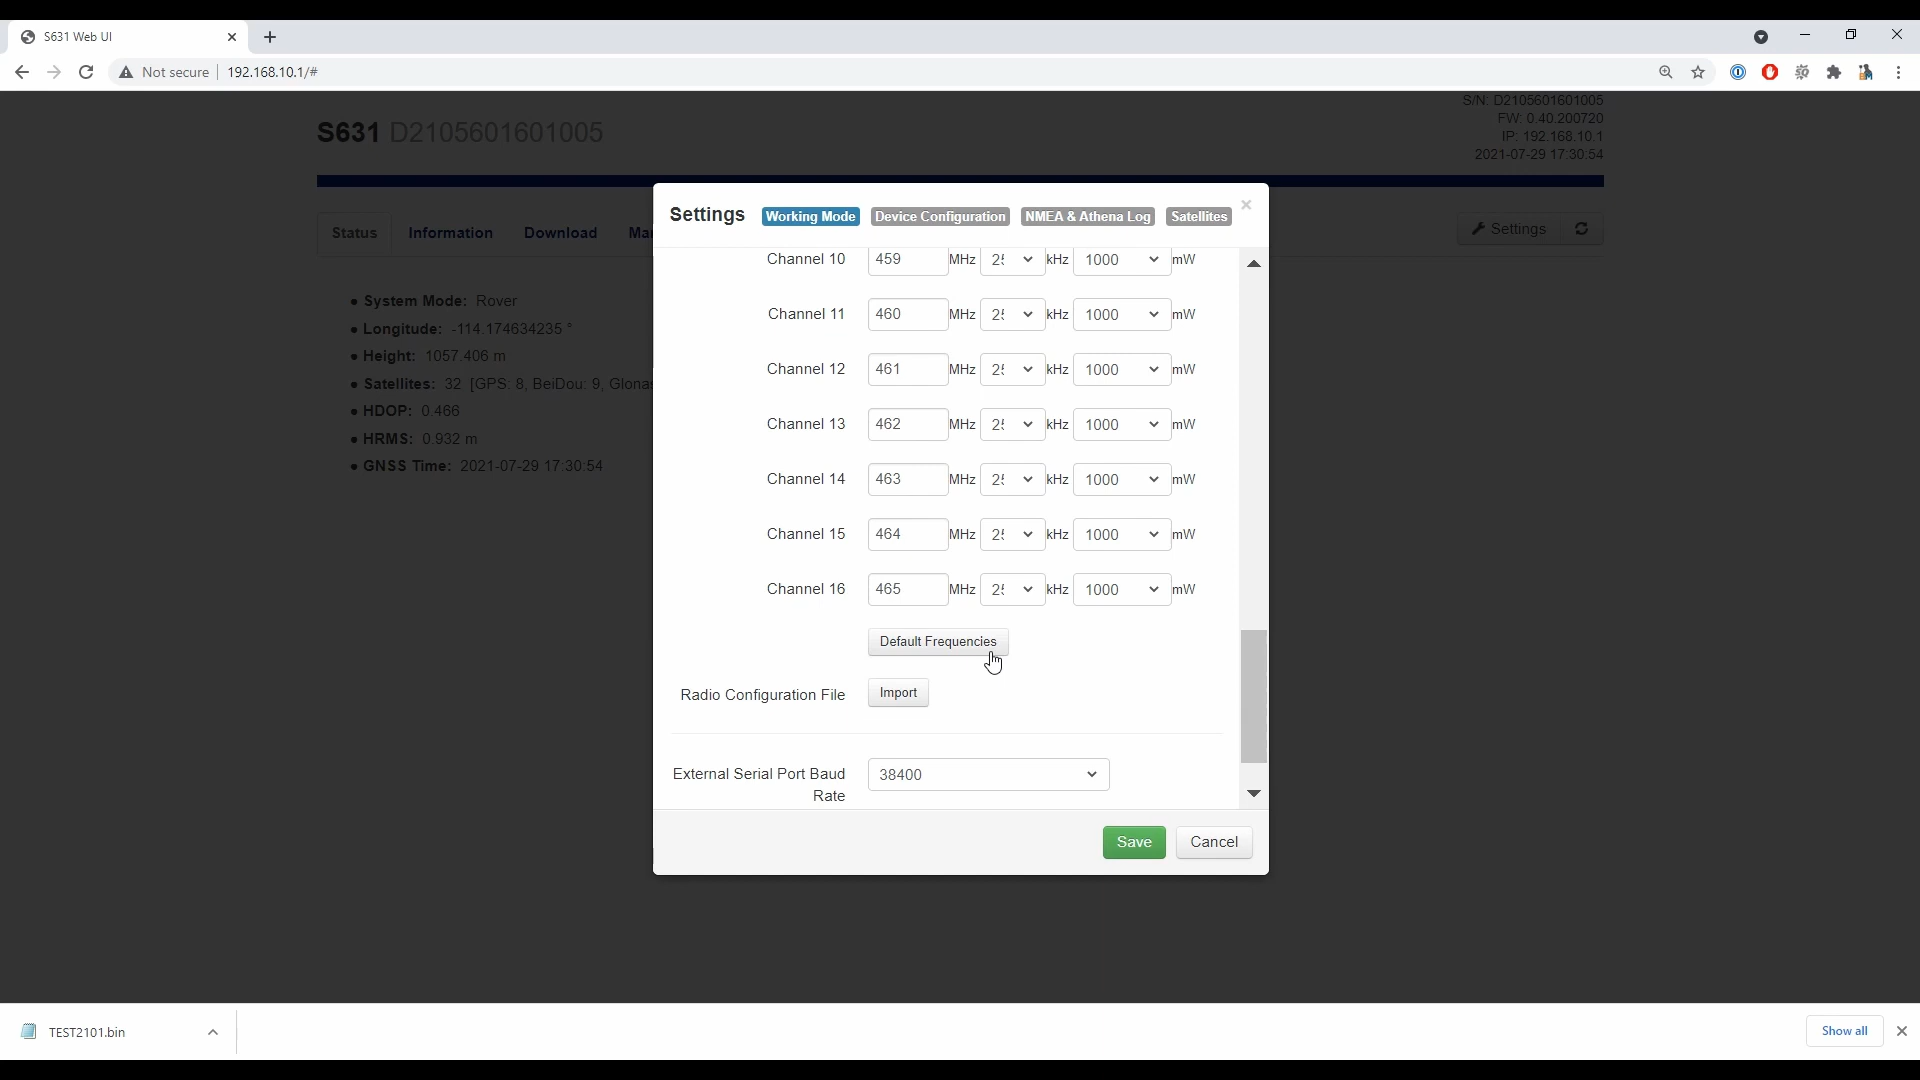 S631 Web UI
Not secure 192.168.10.1/#
S631 D2105601601005
S/N: D2105601601005
FW: 0.40.200720
IP: 192.168.10.1
2021-07-29 17:30:54
Status Information Download Ma
Settings
System Mode: Rover
Longitude: -114.174634235 °
Height: 1057.406 m
Satellites: 32 [GPS: 8, BeiDou: 9, Glonas
HDOP: 0.466
HRMS: 0.932 m
GNSS Time: 2021-07-29 17:30:54
Settings Working Mode Device Configuration NMEA & Athena Log Satellites ×
Channel 10 459 MHz kHz 1000 mW
Channel 11 460 MHz kHz 1000 mW
Channel 12 461 MHz kHz 1000 mW
Channel 13 462 MHz kHz 1000 mW
Channel 14 463 MHz kHz 1000 mW
Channel 15 464 MHz kHz 1000 mW
Channel 16 465 MHz kHz 1000 mW
Default Frequencies
Radio Configuration File Import
External Serial Port Baud
Rate
38400
Save Cancel
TEST2101.bin
Show all